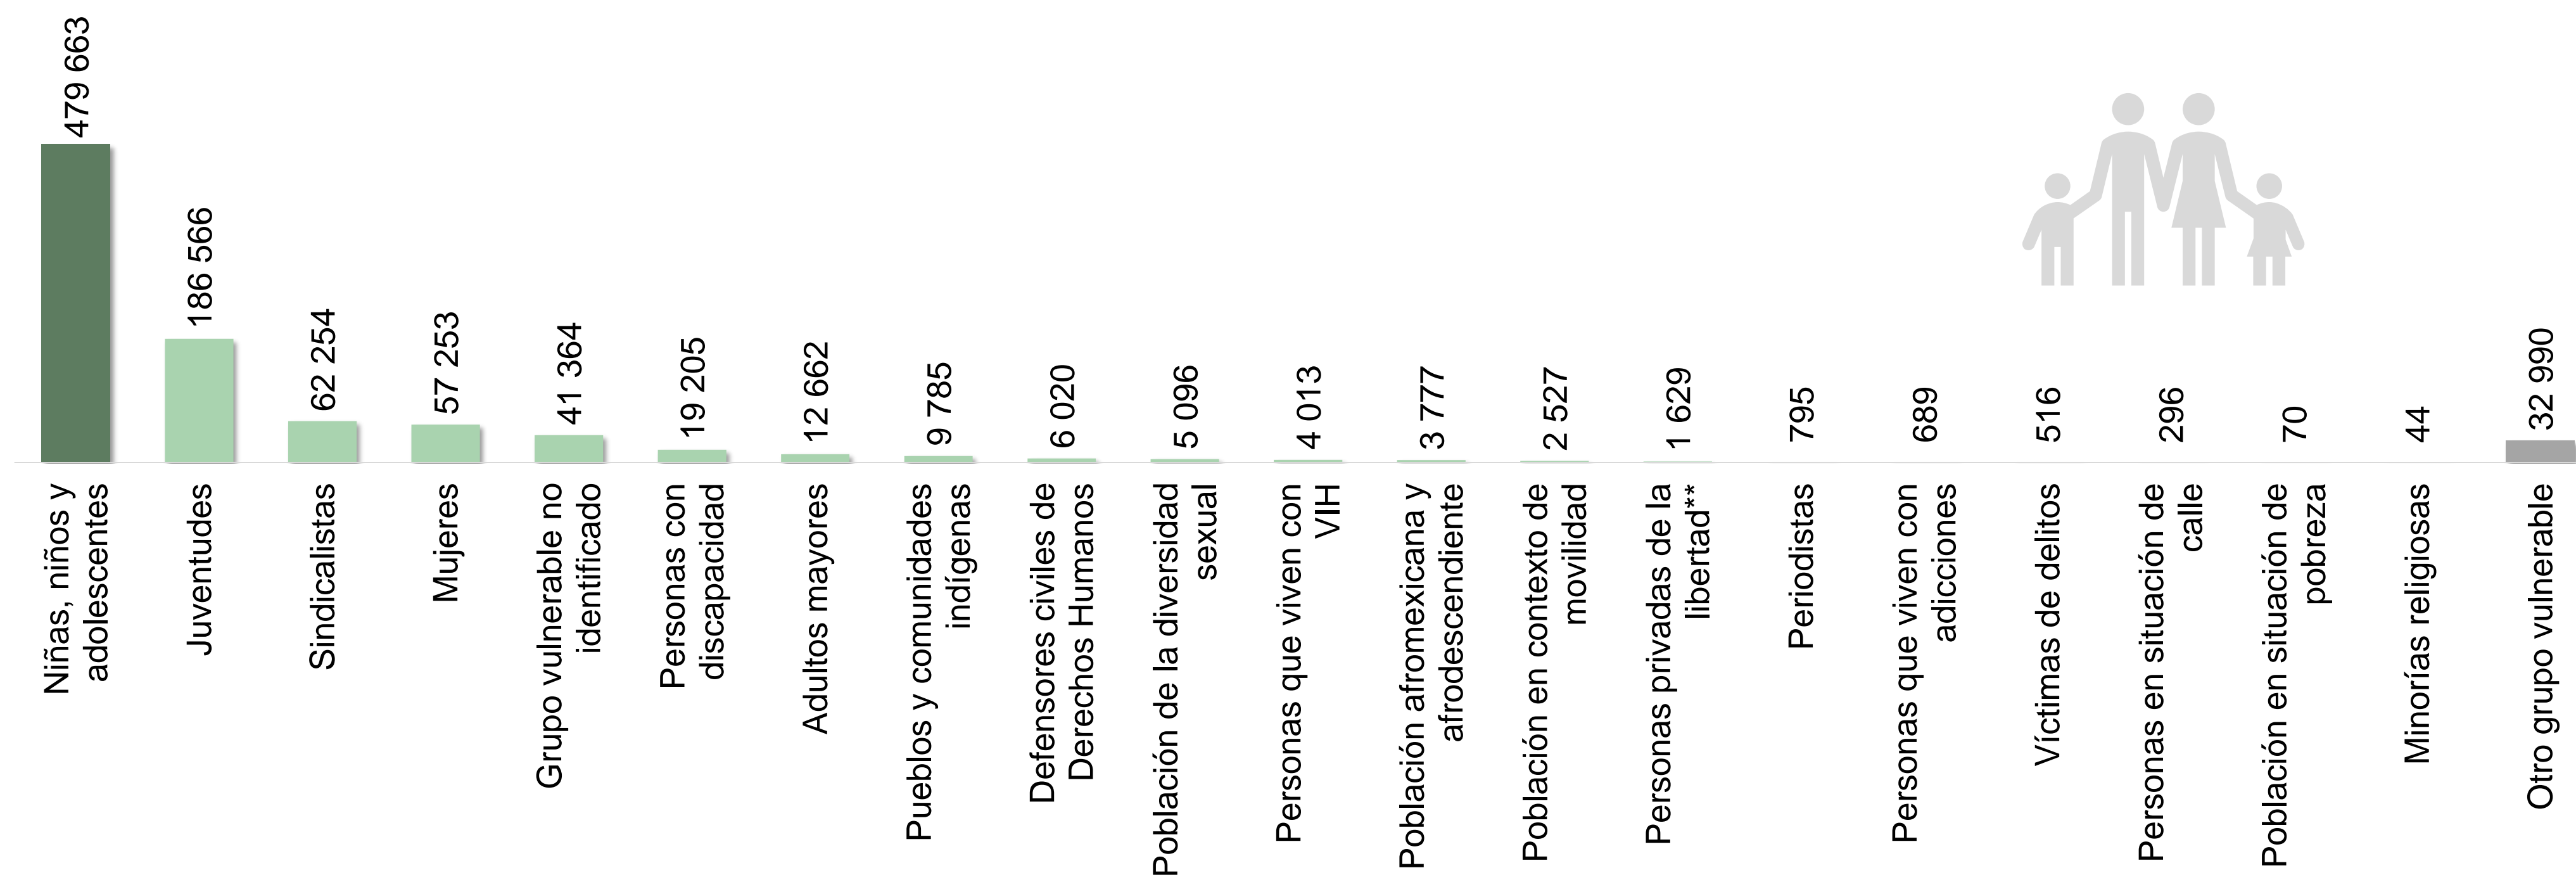 479 663
186 566
62 254
57 253
41 364
19 205
12 662
9 785
6 020
5 096
4 013
3 777
2 527
1 629
795
689
516
296
70
44
32 990
Niñas, niños y
adolescentes
Juventudes
Sindicalistas
Mujeres
Grupo vulnerable no
identificado
Personas con
discapacidad
Adultos mayores
Pueblos y comunidades
indígenas
Defensores civiles de
Derechos Humanos
Población de la diversidad
sexual
Personas que viven con
VIH
Población afromexicana y
afrodescendiente
Población en contexto de
movilidad
Personas privadas de la
libertad**
Periodistas
Personas que viven con
adicciones
Víctimas de delitos
Personas en situación de
calle
Población en situación de
pobreza
Minorías religiosas
Otro grupo vulnerable